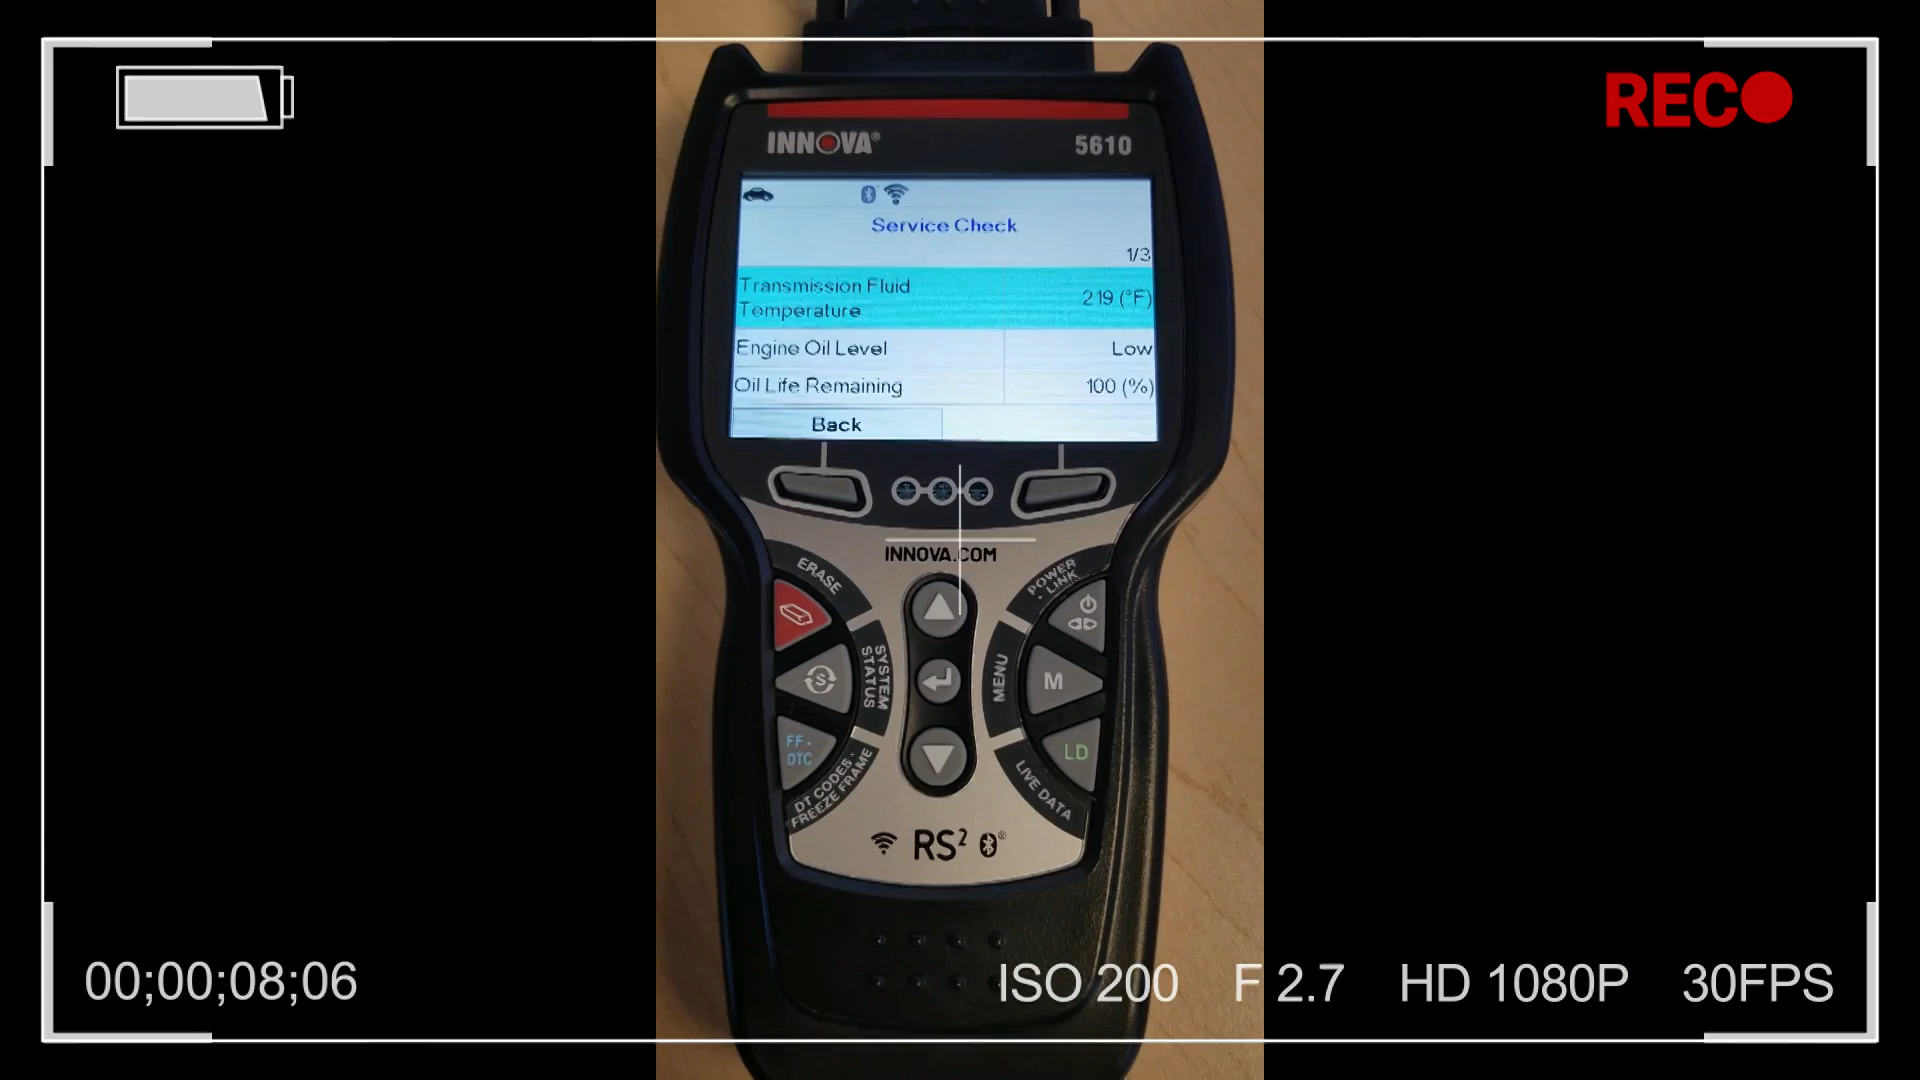 REC
INNOVA® 5610
Service Check
1/3
Transmission Fluid
Temperature
219 (°F)
Engine Oil Level Low
Oil Life Remaining 100 (%)
Back
INNOVA.COM
ERASE
POWER
· LINK
SYSTEM
STATUS
MENU
M
FF·
DTC
LD
DT CODES·
FREEZE FRAME
LIVE DATA
RS²
00;00;08;06
ISO 200 F 2.7 HD 1080P 30FPS